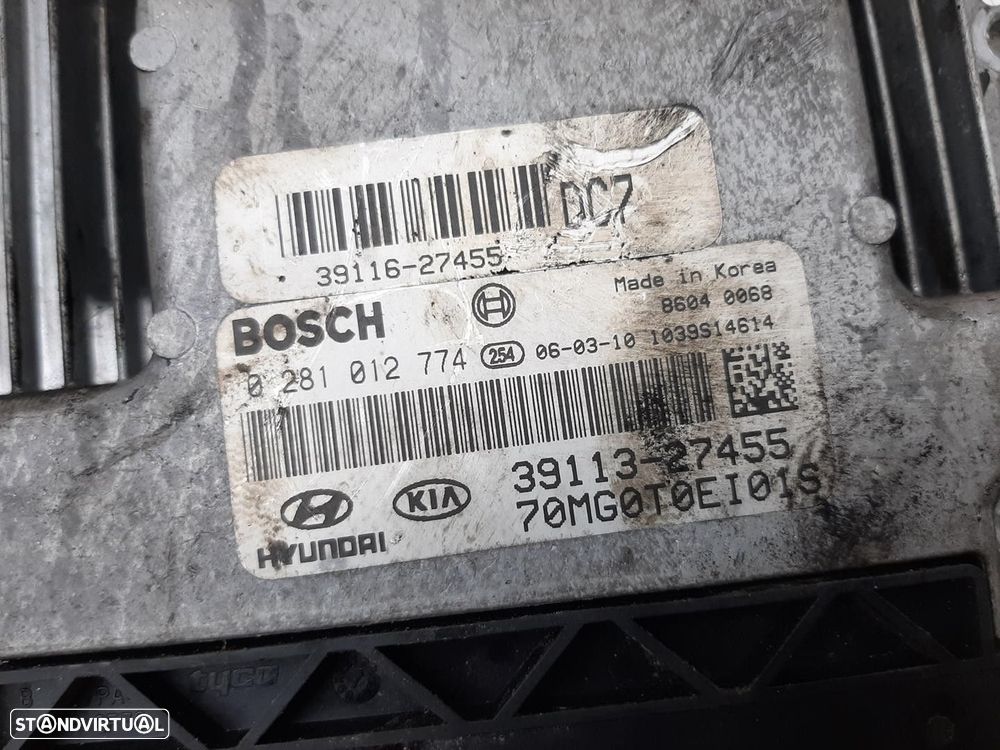 DC7
39116-27455
Made in Korea
8604 0068
BOSCH
0 281 012 774 254 06-03-10 1039S14614
39113-27455
70MG0T0EI01S
HYUNDAI
KIA
tyco
PA
STANDVIRTUAL